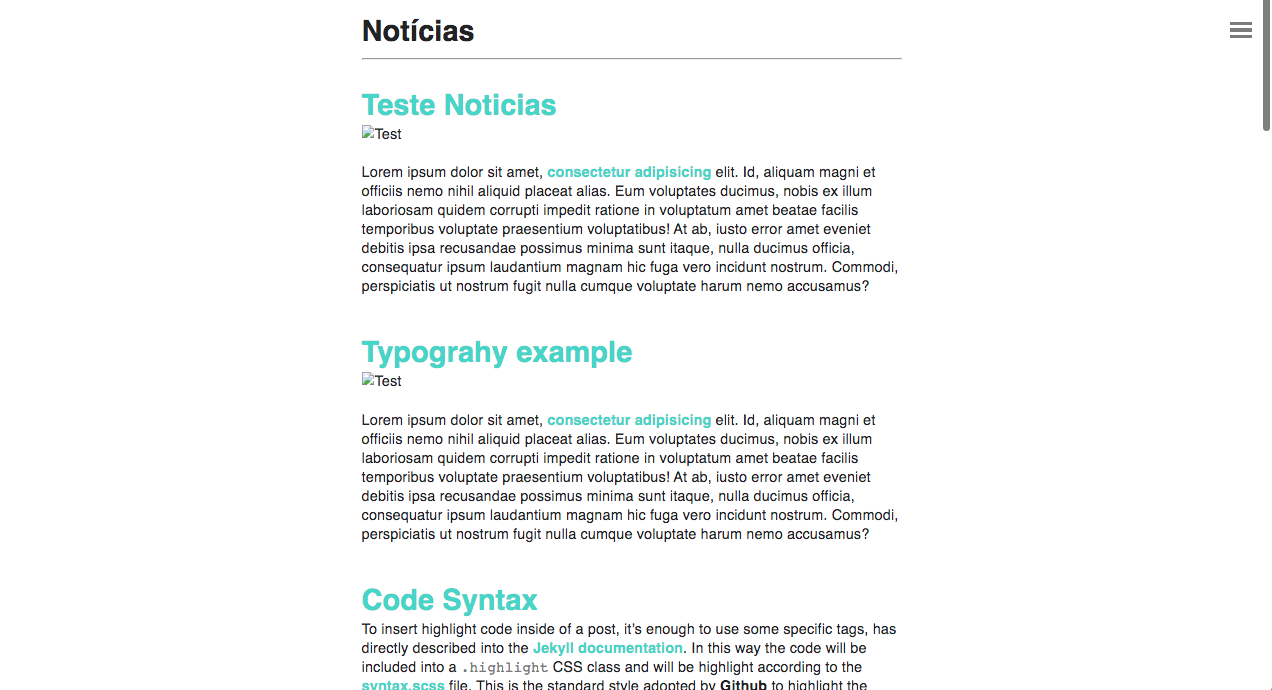 Notícias
Teste Noticias
Test
Lorem ipsum dolor sit amet, consectetur adipisicing elit. Id, aliquam magni et
officiis nemo nihil aliquid placeat alias. Eum voluptates ducimus, nobis ex illum
laboriosam quidem corrupti impedit ratione in voluptatum amet beatae facilis
temporibus voluptate praesentium voluptatibus! At ab, iusto error amet eveniet
debitis ipsa recusandae possimus minima sunt itaque, nulla ducimus officia,
consequatur ipsum laudantium magnam hic fuga vero incidunt nostrum. Commodi,
perspiciatis ut nostrum fugit nulla cumque voluptate harum nemo accusamus?
Typograhy example
Test
Lorem ipsum dolor sit amet, consectetur adipisicing elit. Id, aliquam magni et
officiis nemo nihil aliquid placeat alias. Eum voluptates ducimus, nobis ex illum
laboriosam quidem corrupti impedit ratione in voluptatum amet beatae facilis
temporibus voluptate praesentium voluptatibus! At ab, iusto error amet eveniet
debitis ipsa recusandae possimus minima sunt itaque, nulla ducimus officia,
consequatur ipsum laudantium magnam hic fuga vero incidunt nostrum. Commodi,
perspiciatis ut nostrum fugit nulla cumque voluptate harum nemo accusamus?
Code Syntax
To insert highlight code inside of a post, it’s enough to use some specific tags, has
directly described into the Jekyll documentation. In this way the code will be
included into a .highlight CSS class and will be highlight according to the
syntax.scss file. This is the standard style adopted by Github to highlight the